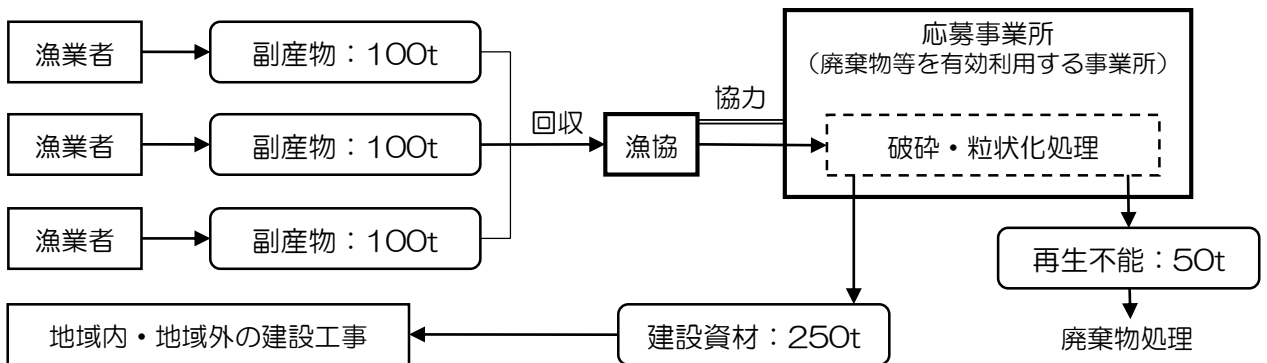 漁業者
副産物：100t
漁業者
副産物：100t
漁業者
副産物：100t
回収
漁協
協力
応募事業所
（廃棄物等を有効利用する事業所）
破砕・粒状化処理
再生不能：50t
廃棄物処理
建設資材：250t
地域内・地域外の建設工事